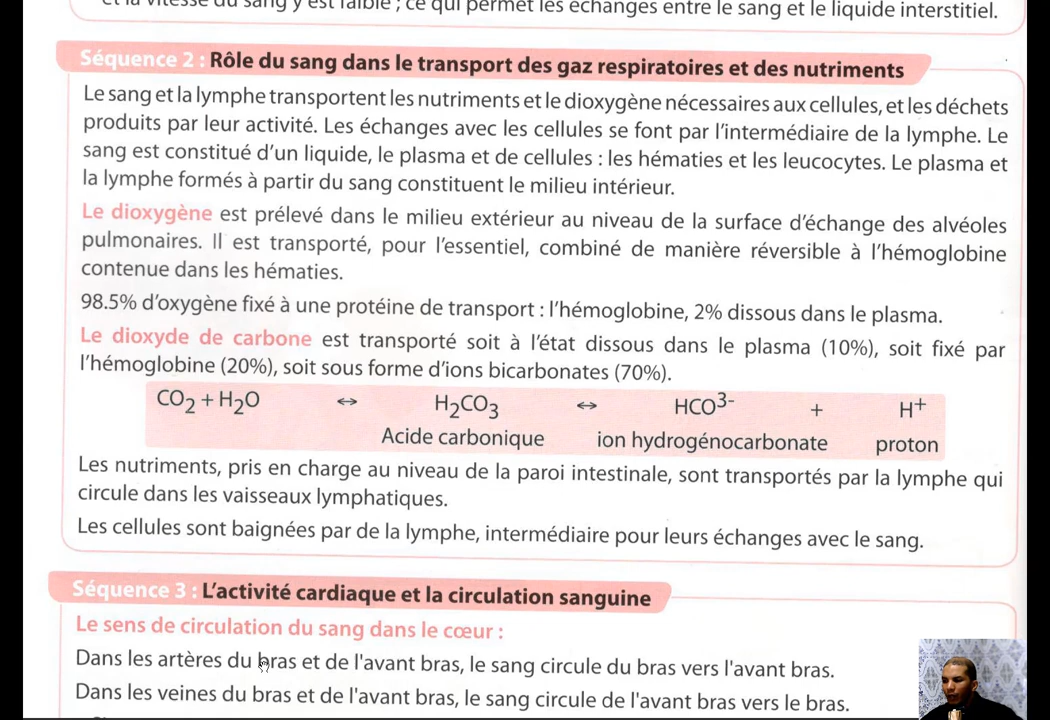 et la vitesse du sang y est faible ; ce qui permet les échanges entre le sang et le liquide interstitiel.
Séquence 2 : Rôle du sang dans le transport des gaz respiratoires et des nutriments
Le sang et la lymphe transportent les nutriments et le dioxygène nécessaires aux cellules, et les déchets
produits par leur activité. Les échanges avec les cellules se font par l'intermédiaire de la lymphe. Le
sang est constitué d'un liquide, le plasma et de cellules : les hématies et les leucocytes. Le plasma et
la lymphe formés à partir du sang constituent le milieu intérieur.
Le dioxygène est prélevé dans le milieu extérieur au niveau de la surface d'échange des alvéoles
pulmonaires. Il est transporté, pour l'essentiel, combiné de manière réversible à l'hémoglobine
contenue dans les hématies.
98.5% d'oxygène fixé à une protéine de transport : l'hémoglobine, 2% dissous dans le plasma.
Le dioxyde de carbone est transporté soit à l'état dissous dans le plasma (10%), soit fixé par
l'hémoglobine (20%), soit sous forme d'ions bicarbonates (70%).
CO2 + H2O ↔ H2CO3 ↔ HCO3- + H+
Acide carbonique ion hydrogénocarbonate proton
Les nutriments, pris en charge au niveau de la paroi intestinale, sont transportés par la lymphe qui
circule dans les vaisseaux lymphatiques.
Les cellules sont baignées par de la lymphe, intermédiaire pour leurs échanges avec le sang.
Séquence 3 : L'activité cardiaque et la circulation sanguine
Le sens de circulation du sang dans le cœur :
Dans les artères du bras et de l'avant bras, le sang circule du bras vers l'avant bras.
Dans les veines du bras et de l'avant bras, le sang circule de l'avant bras vers le bras.